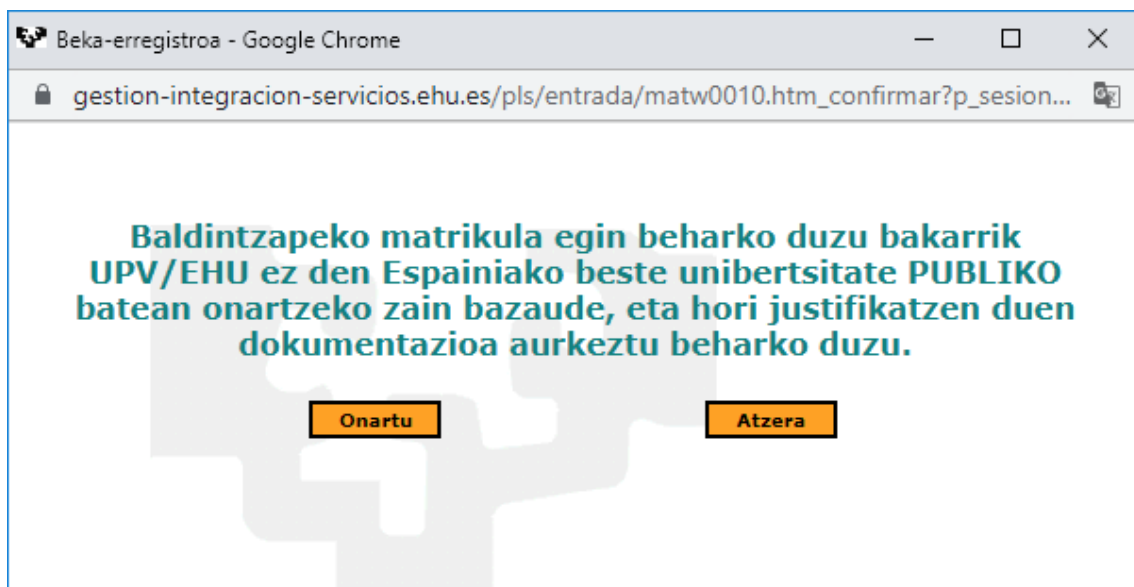 Beka-erregistroa - Google Chrome
gestion-integracion-servicios.ehu.es/pls/entrada/matw0010.htm_confirmar?p_sesion...
Baldintzapeko matrikula egin beharko duzu bakarrik
UPV/EHU ez den Espainiako beste unibertsitate PUBLIKO
batean onartzeko zain bazaude, eta hori justifikatzen duen
dokumentazioa aurkeztu beharko duzu.
Onartu Atzera